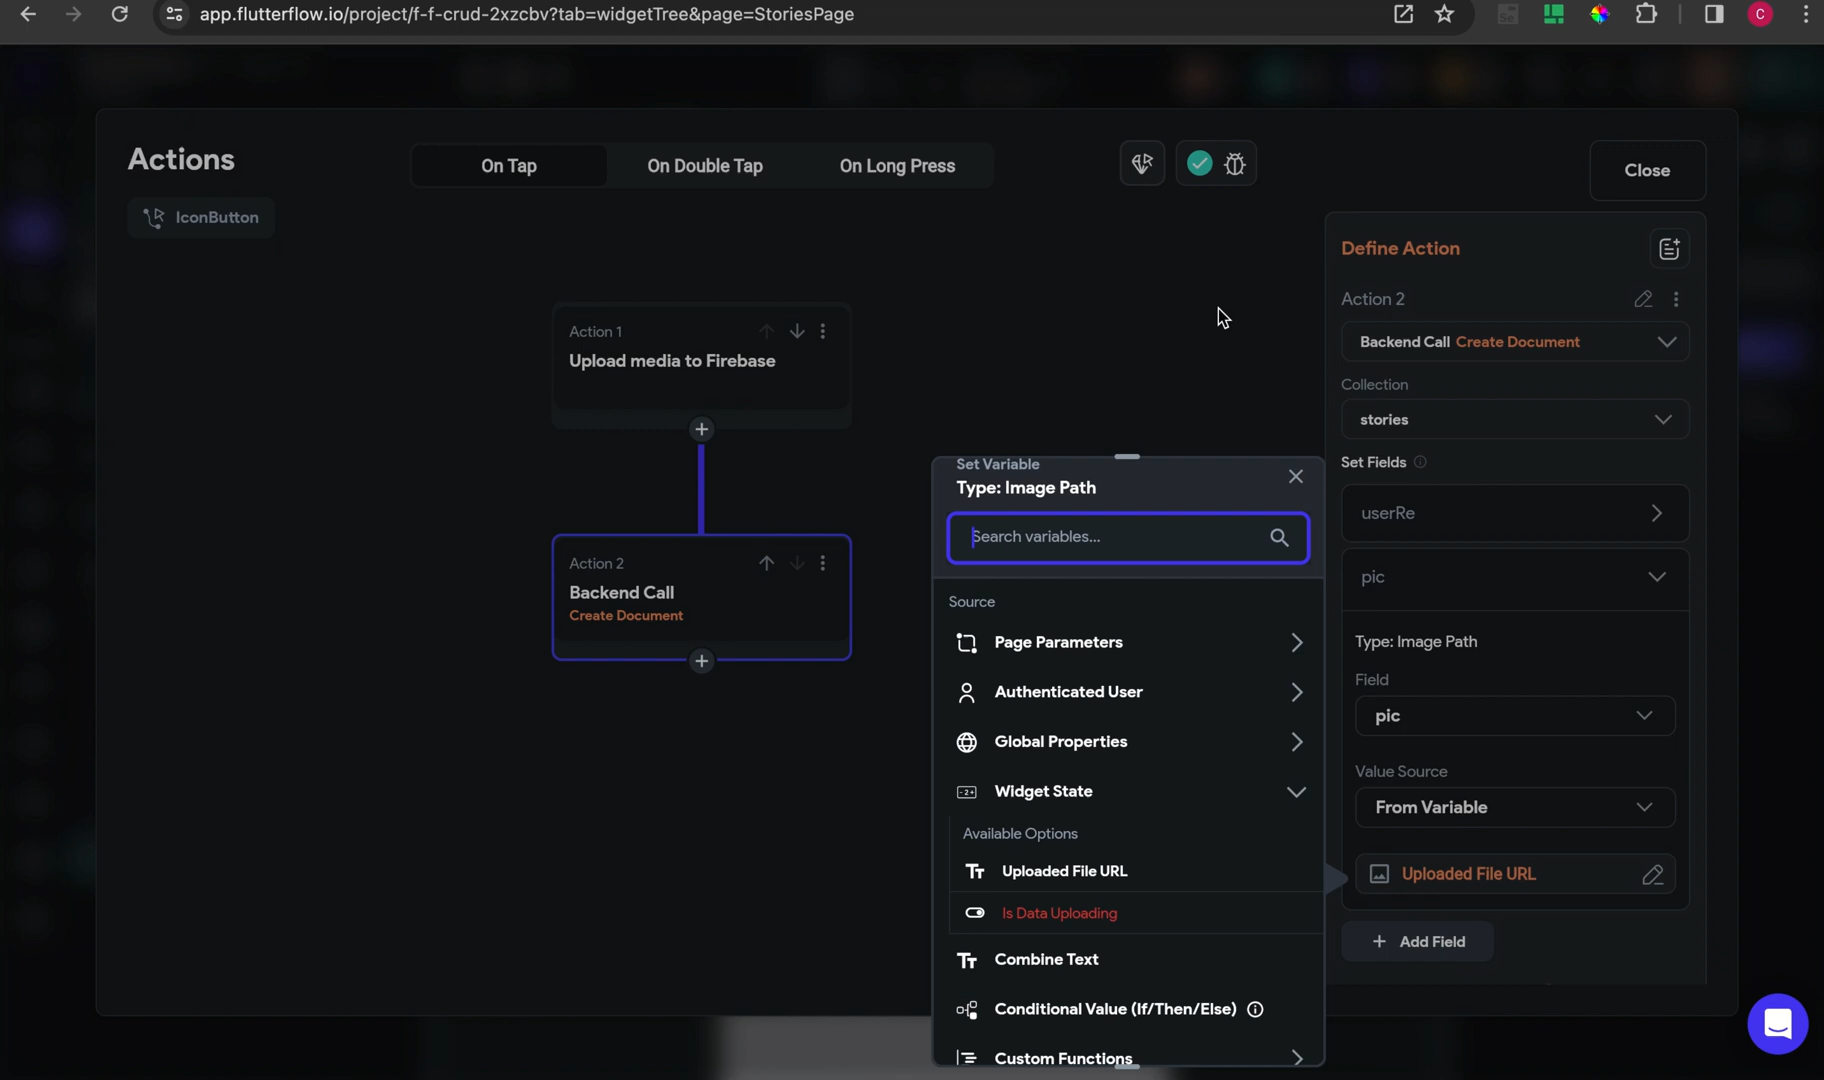 app.flutterflow.io/project/f-f-crud-2xzcbv?tab=widgetTree&page=StoriesPage
C
Actions
On Tap
On Double Tap
On Long Press
Close
IconButton
Action 1
Upload media to Firebase
Action 2
Backend Call
Create Document
Set Variable
Type: Image Path
Search variables...
Source
Page Parameters
Authenticated User
Global Properties
Widget State
Available Options
Uploaded File URL
Is Data Uploading
Combine Text
Conditional Value (If/Then/Else)
Custom Functions
Define Action
Action 2
Backend Call Create Document
Collection
stories
Set Fields
userRe
pic
Type: Image Path
Field
pic
Value Source
From Variable
Uploaded File URL
+ Add Field